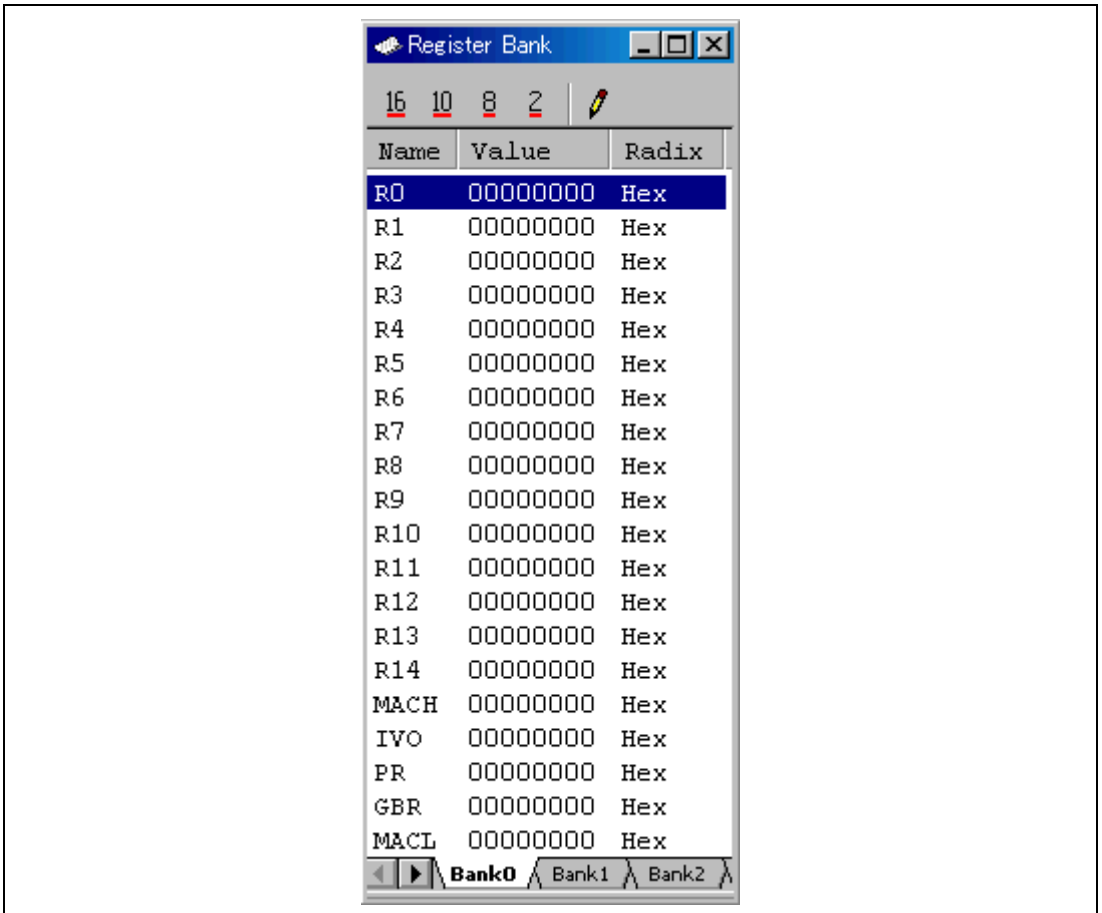 Register Bank
16 10 8 2
Name Value Radix
R0 00000000 Hex
R1 00000000 Hex
R2 00000000 Hex
R3 00000000 Hex
R4 00000000 Hex
R5 00000000 Hex
R6 00000000 Hex
R7 00000000 Hex
R8 00000000 Hex
R9 00000000 Hex
R10 00000000 Hex
R11 00000000 Hex
R12 00000000 Hex
R13 00000000 Hex
R14 00000000 Hex
MACH 00000000 Hex
IVO 00000000 Hex
PR 00000000 Hex
GBR 00000000 Hex
MACL 00000000 Hex
Bank0 Bank1 Bank2